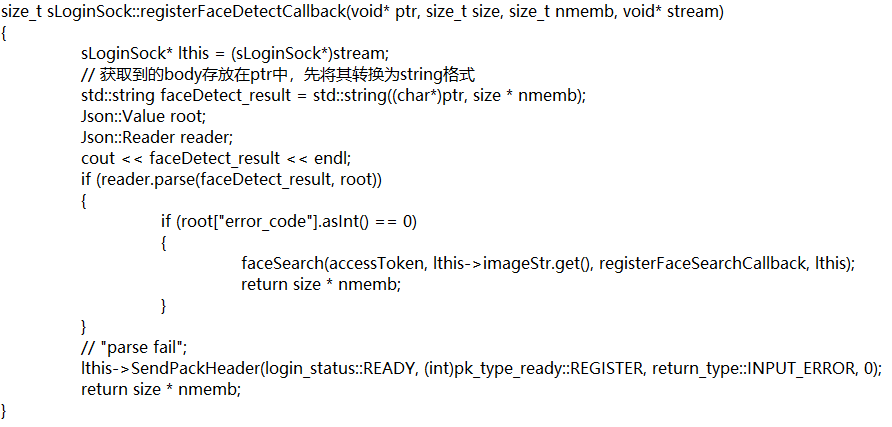 size_t sLoginSock::registerFaceDetectCallback(void* ptr, size_t size, size_t nmemb, void* stream)
{
sLoginSock* lthis = (sLoginSock*)stream;
// 获取到的body存放在ptr中，先将其转换为string格式
std::string faceDetect_result = std::string((char*)ptr, size * nmemb);
Json::Value root;
Json::Reader reader;
cout << faceDetect_result << endl;
if (reader.parse(faceDetect_result, root))
{
if (root["error_code"].asInt() == 0)
{
faceSearch(accessToken, lthis->imageStr.get(), registerFaceSearchCallback, lthis);
return size * nmemb;
}
}
// "parse fail";
lthis->SendPackHeader(login_status::READY, (int)pk_type_ready::REGISTER, return_type::INPUT_ERROR, 0);
return size * nmemb;
}